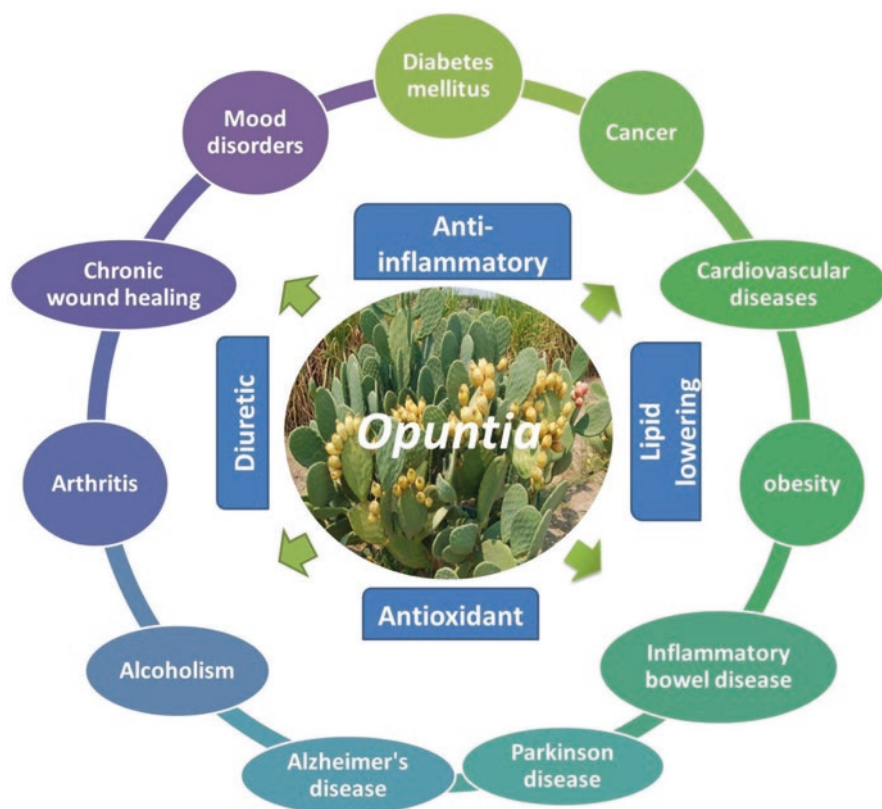 Diabetes
mellitus
Cancer
Cardiovascular
diseases
obesity
Inflammatory
bowel disease
Parkinson
disease
Alzheimer's
disease
Alcoholism
Arthritis
Chronic
wound healing
Mood
disorders
Anti-
inflammatory
Lipid
lowering
Antioxidant
Diuretic
Opuntia